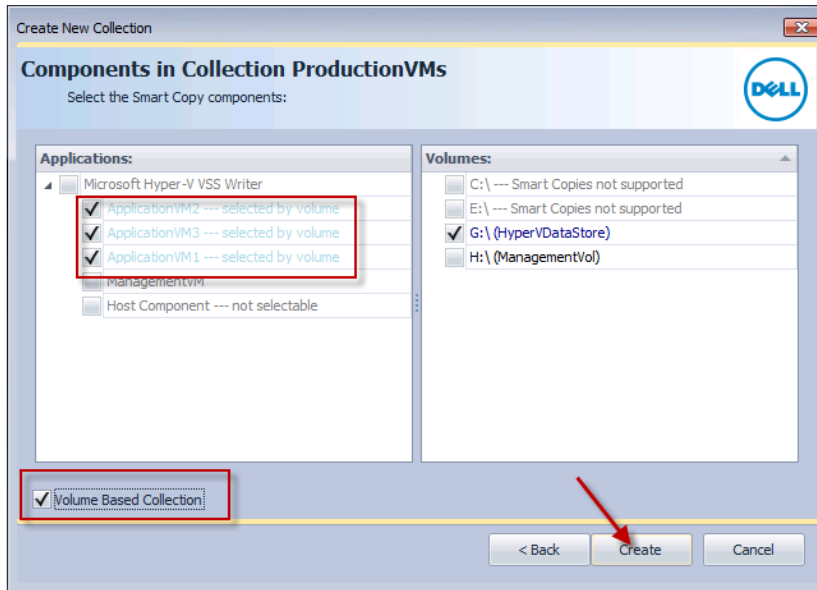 Create New Collection
Components in Collection ProductionVMs
Select the Smart Copy components:
DELL
Applications:
Microsoft Hyper-V VSS Writer
ApplicationVM2 --- selected by volume
ApplicationVM3 --- selected by volume
ApplicationVM1 --- selected by volume
ManagementVM
Host Component --- not selectable
Volumes:
C:\ --- Smart Copies not supported
E:\ --- Smart Copies not supported
G:\ (HyperVDataStore)
H:\ (ManagementVol)
Volume Based Collection
< Back
Create
Cancel